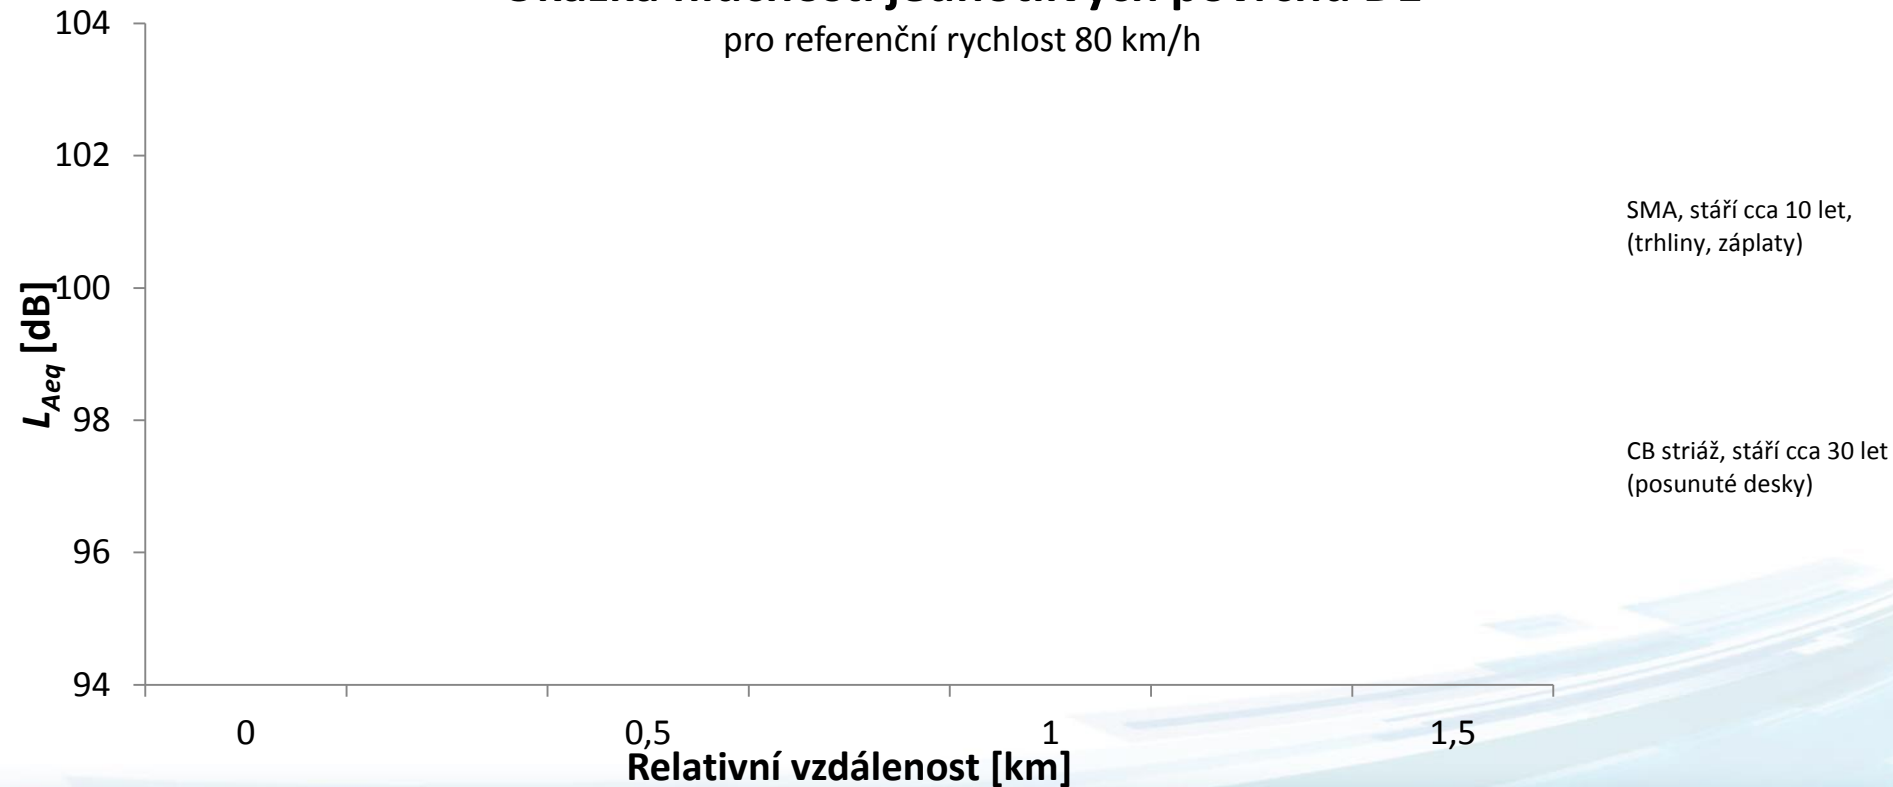 pro referenční rychlost 80 km/h
104
102
100
98
96
94
L_Aeq [dB]
SMA, stáří cca 10 let,
(trhliny, záplaty)
CB striáž, stáří cca 30 let
(posunuté desky)
0 0,5 1 1,5
Relativní vzdálenost [km]